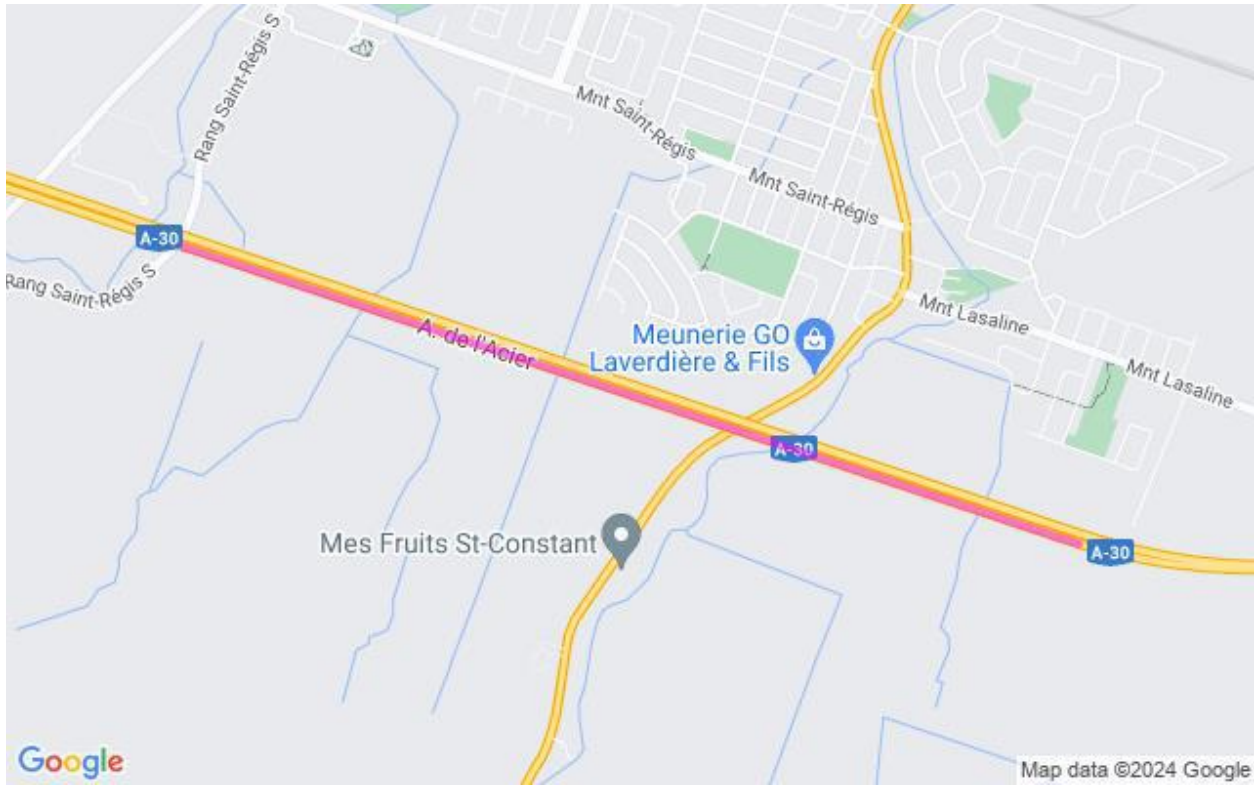 Rang Saint-Régis S
Mnt Saint-Régis
Mnt Saint-Régis
A-30
Rang Saint-Régis S
Mnt Lasaline
A. de l'Acier
Meunerie GO
Laverdière & Fils
Mnt Lasaline
A-30
Mes Fruits St-Constant
A-30
Google
Map data ©2024 Google